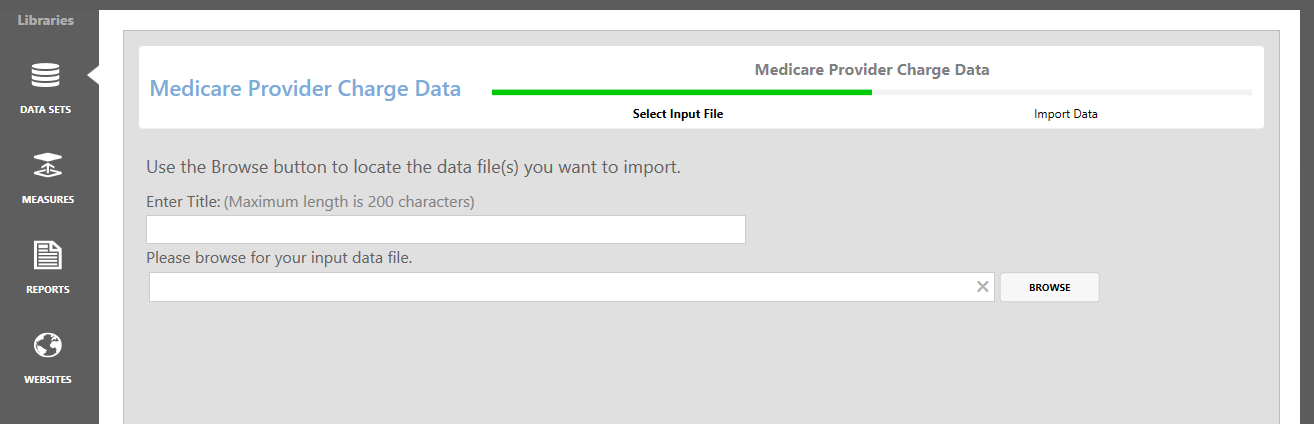 Libraries
DATA SETS
MEASURES
REPORTS
WEBSITES
Medicare Provider Charge Data
Medicare Provider Charge Data
Select Input File
Import Data
Use the Browse button to locate the data file(s) you want to import.
Enter Title: (Maximum length is 200 characters)
Please browse for your input data file.
BROWSE